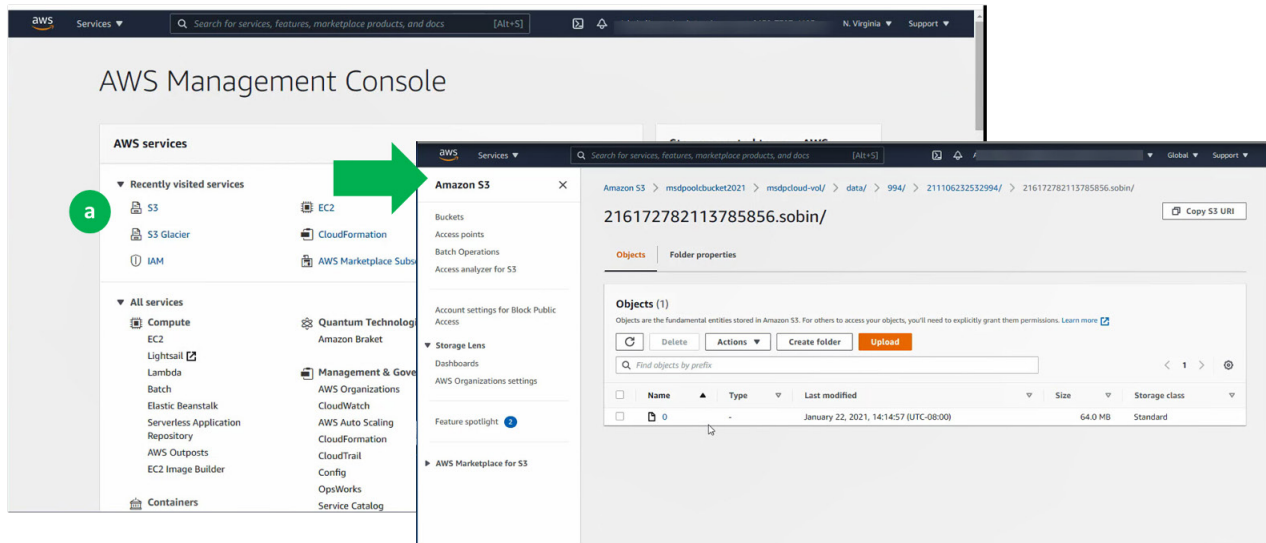 aws Services ▼ Search for services, features, marketplace products, and docs [Alt+S] N. Virginia ▼ Support ▼
AWS Management Console
AWS services
▼ Recently visited services
a
S3 EC2
S3 Glacier CloudFormation
IAM AWS Marketplace Subs
▼ All services
Compute
EC2
Lightsail
Lambda
Batch
Elastic Beanstalk
Serverless Application
Repository
AWS Outposts
EC2 Image Builder
Containers
Quantum Technologi
Amazon Braket
Management & Gove
AWS Organizations
CloudWatch
AWS Auto Scaling
CloudFormation
CloudTrail
Config
OpsWorks
Service Catalog
aws Services ▼ Search for services, features, marketplace products, and docs [Alt+S] ▼ Global ▼ Support ▼
Amazon S3 ×
Buckets
Access points
Batch Operations
Access analyzer for S3
Account settings for Block Public
Access
▼ Storage Lens
Dashboards
AWS Organizations settings
Feature spotlight 2
▶ AWS Marketplace for S3
Amazon S3 > msdpoolcbucket2021 > msdpcloud-vol/ > data/ > 994/ > 211106232532994/ > 216172782113785856.sobin/
216172782113785856.sobin/ Copy S3 URI
Objects Folder properties
Objects (1)
Objects are the fundamental entities stored in Amazon S3. For others to access your objects, you'll need to explicitly grant them permissions. Learn more
Delete Actions ▼ Create folder Upload
Find objects by prefix < 1 >
Name ▲ Type ▽ Last modified ▽ Size ▽ Storage class ▽
0 - January 22, 2021, 14:14:57 (UTC-08:00) 64.0 MB Standard